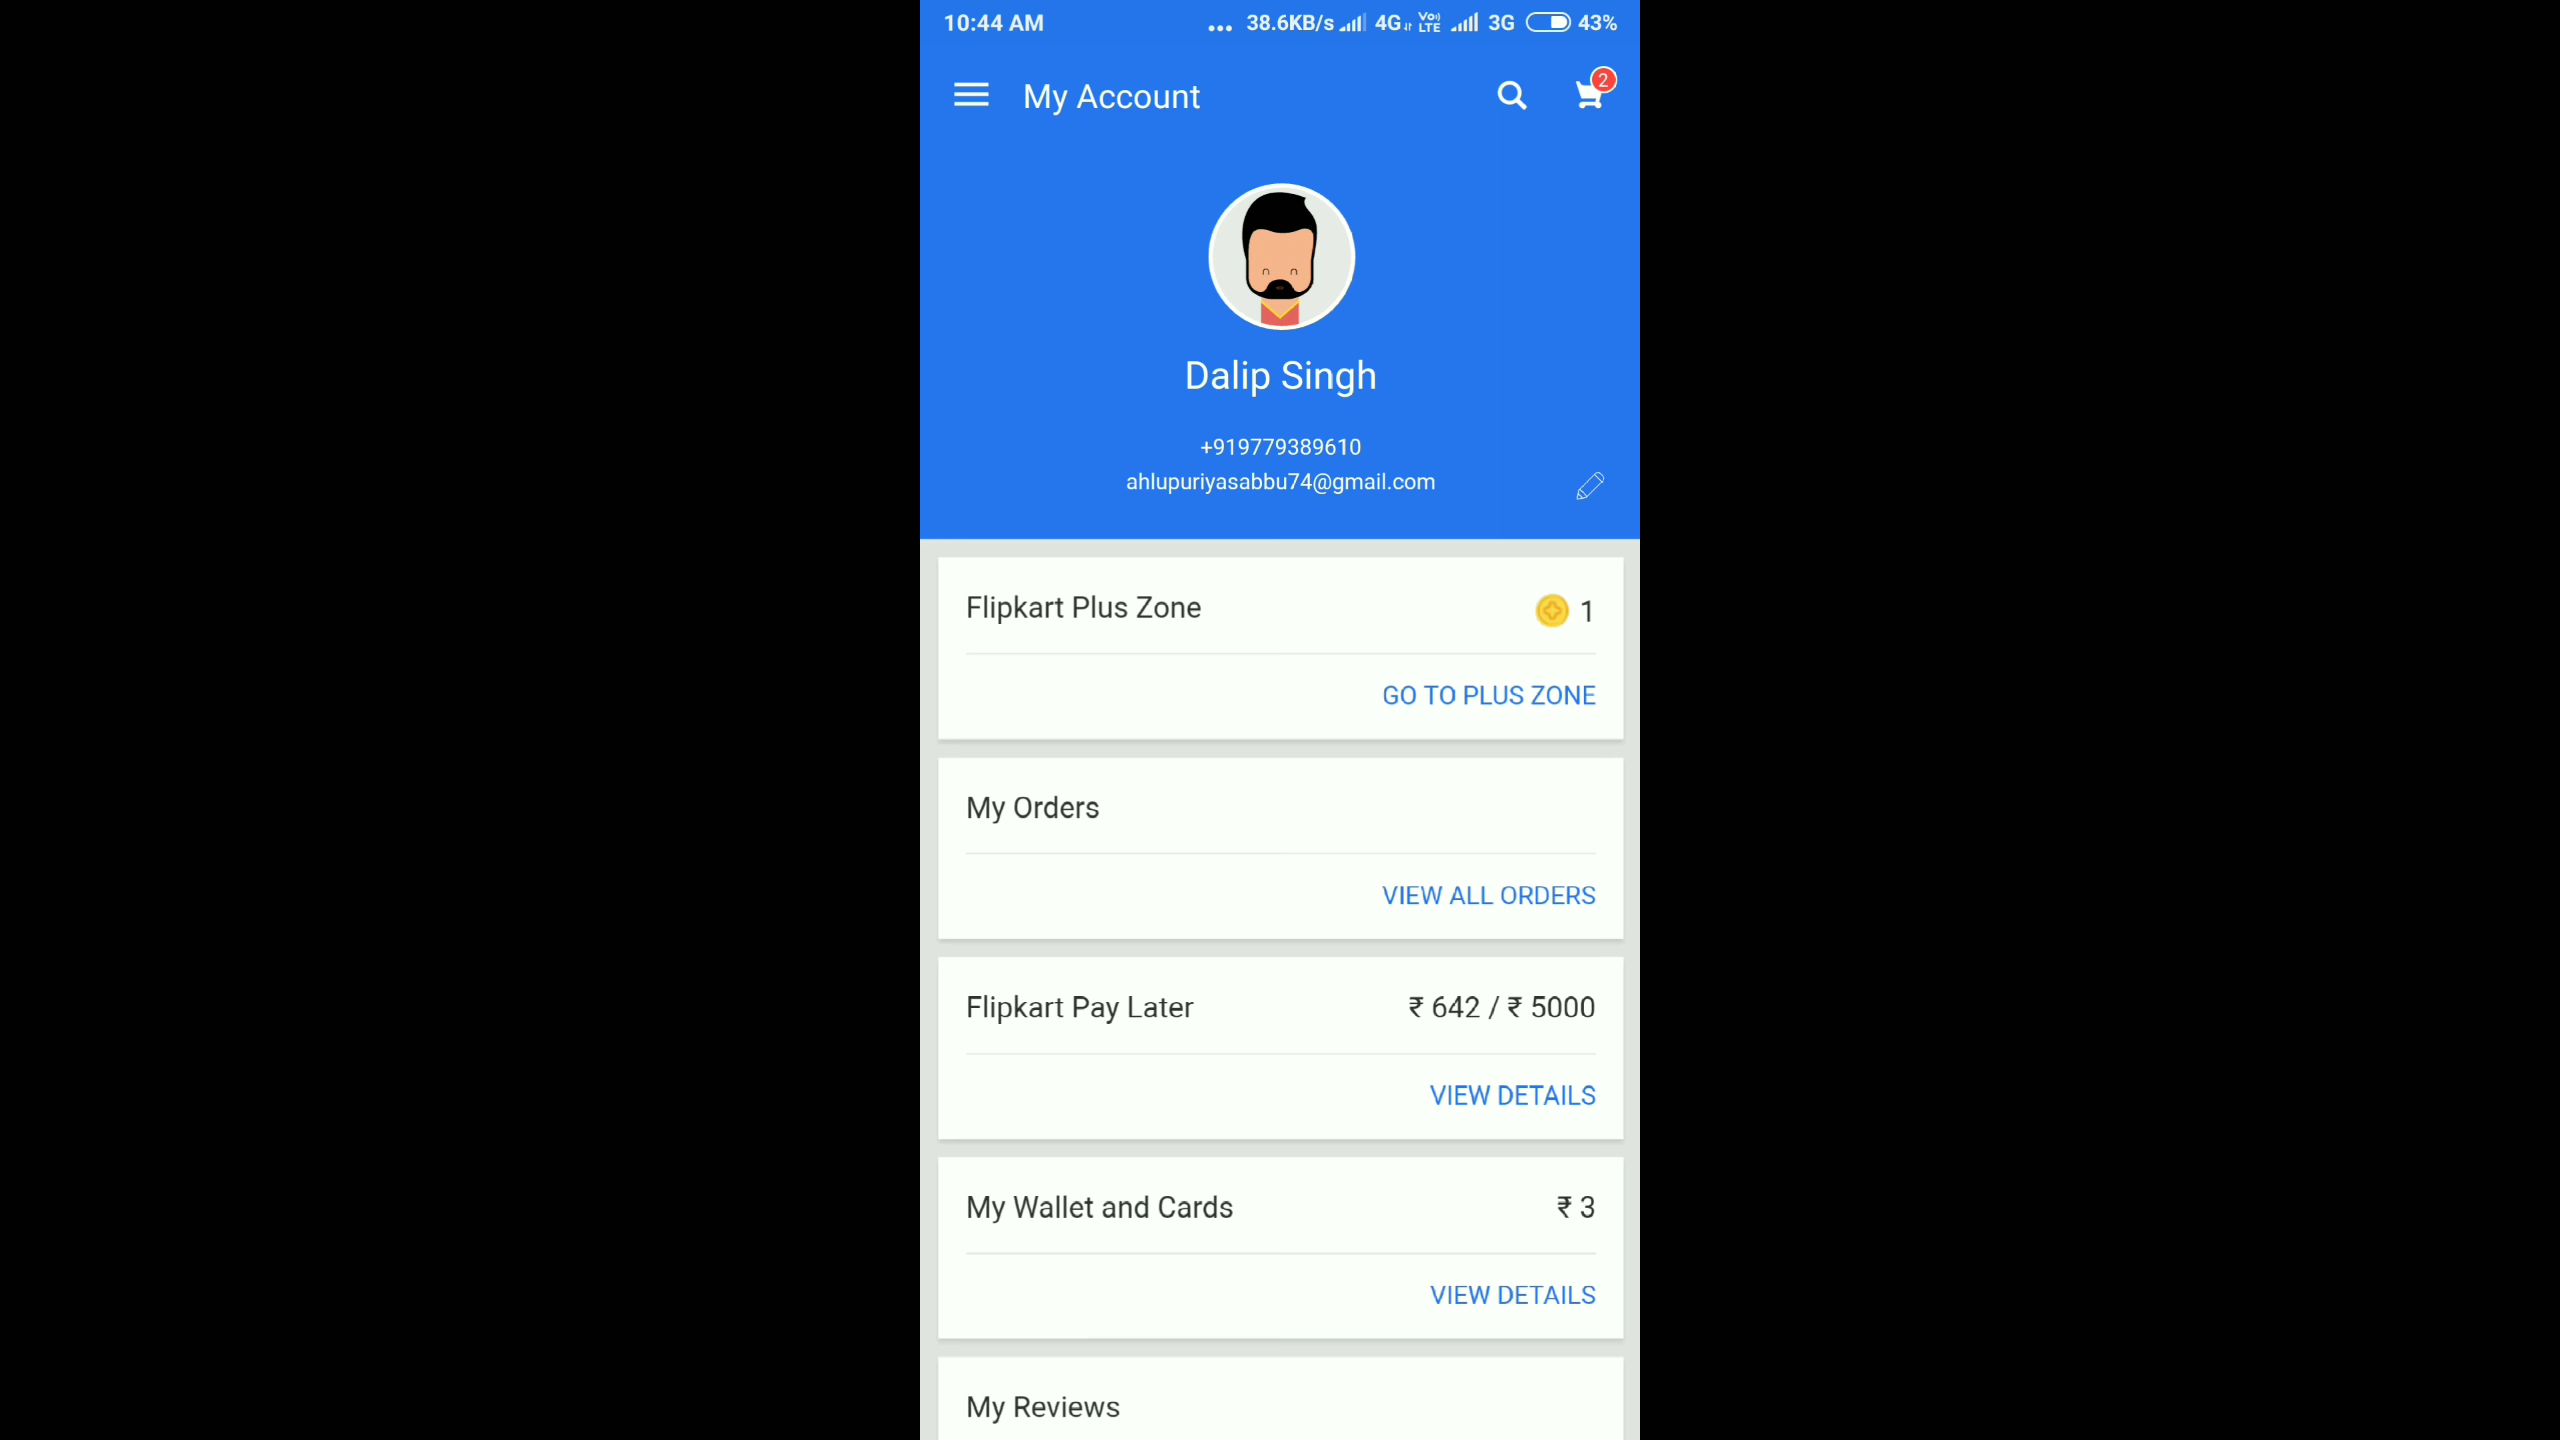 10:44 AM ... 38.6KB/s 4G VoLTE 3G 43%
My Account 2
Dalip Singh
+919779389610
ahlupuriyasabbu74@gmail.com
Flipkart Plus Zone 1
GO TO PLUS ZONE
My Orders
VIEW ALL ORDERS
Flipkart Pay Later ₹ 642 / ₹ 5000
VIEW DETAILS
My Wallet and Cards ₹ 3
VIEW DETAILS
My Reviews